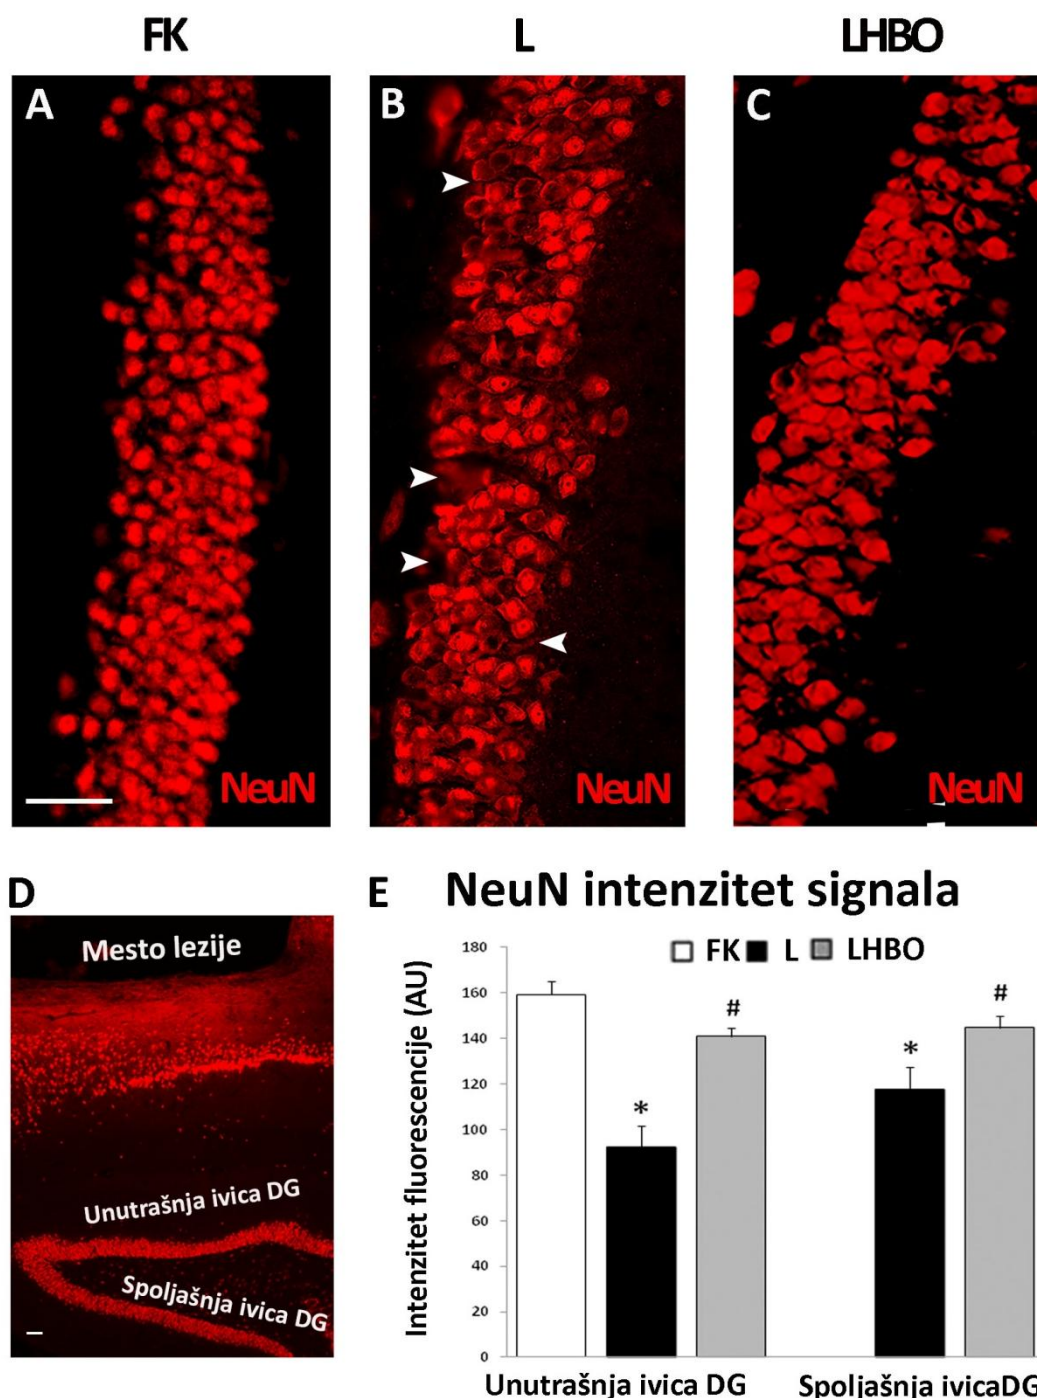 FK
L
LHBO
A
B
C
NeuN
NeuN
NeuN
D
Mesto lezije
Unutrašnja ivica DG
Spoljašnja ivica DG
E
NeuN intenzitet signala
FK L LHBO
Intenzitet fluorescencije (AU)
180
160
140
120
100
80
60
40
20
0
*
#
*
#
Unutrašnja ivica DG
Spoljašnja ivicaDG